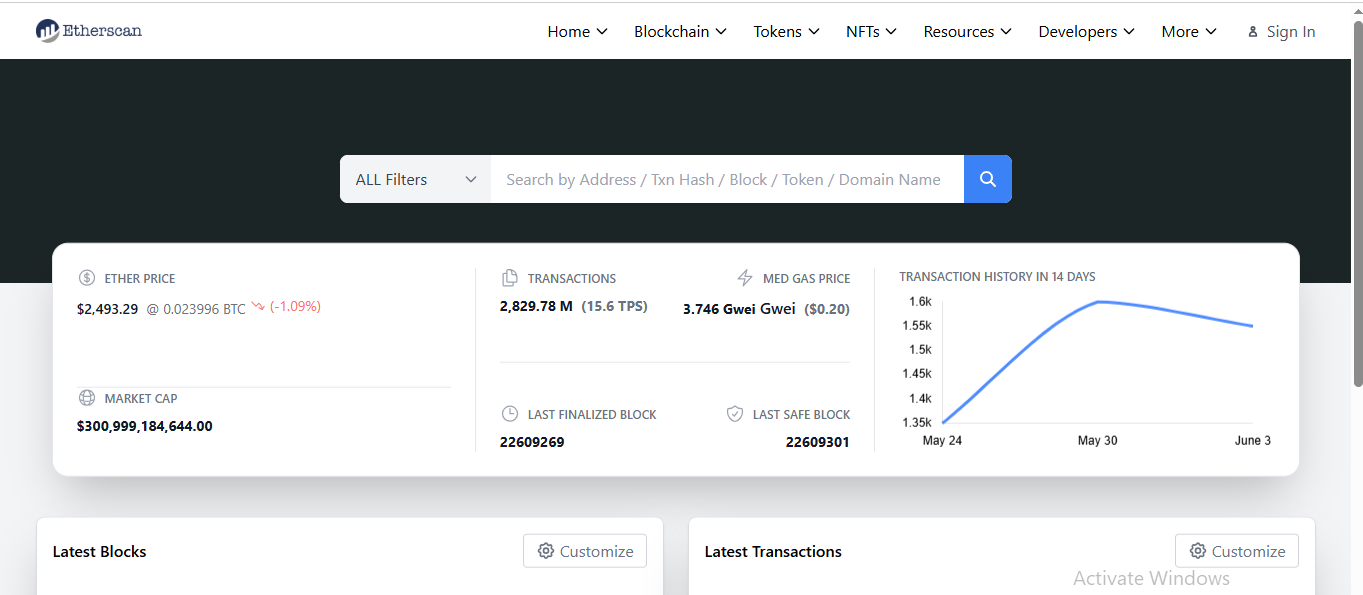 Etherscan
Home Blockchain Tokens NFTs Resources Developers More Sign In
ALL Filters Search by Address / Txn Hash / Block / Token / Domain Name
ETHER PRICE
$2,493.29 @ 0.023996 BTC (-1.09%)
MARKET CAP
$300,999,184,644.00
TRANSACTIONS MED GAS PRICE
2,829.78 M (15.6 TPS) 3.746 Gwei Gwei ($0.20)
LAST FINALIZED BLOCK LAST SAFE BLOCK
22609269 22609301
TRANSACTION HISTORY IN 14 DAYS
1.6k
1.55k
1.5k
1.45k
1.4k
1.35k
May 24 May 30 June 3
Latest Blocks Customize
Latest Transactions Customize
Activate Windows